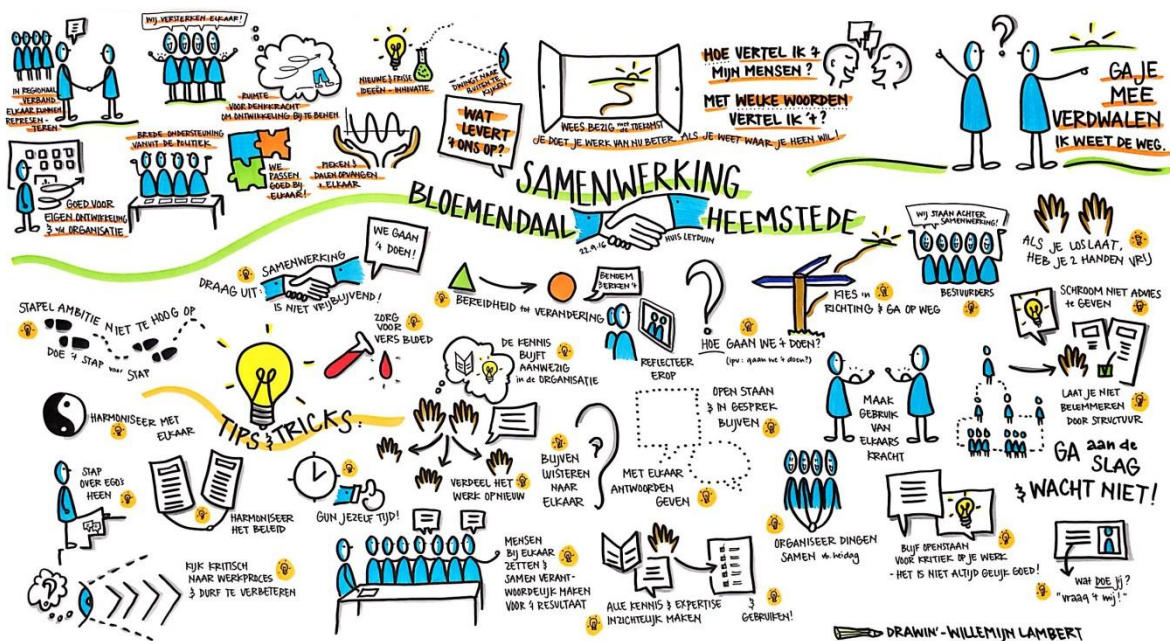 IN REGIONAAL
VERBAND
ELKAAR KUNNEN
REPRESEN-
TEREN
WIJ VERSTERKEN ELKAAR!
RUIMTE
VOOR DENKKRACHT
OM ONTWIKKELING BIJ TE BENEN
NIEUWE & FRISSE
IDEEËN - INNOVATIE
DWINGT NAAR
BUITEN TE
KIJKEN
WAT
LEVERT
'T ONS OP?
WEES BEZIG met de TOEKOMST
JE DOET JE WERK VAN NU BETER ALS JE WEET WAAR JE HEEN WIL!
HOE VERTEL IK 'T
MIJN MENSEN?
MET WELKE WOORDEN
VERTEL IK 'T?
?
GA JE
MEE
VERDWALEN
IK WEET DE WEG.
GOED VOOR
EIGEN ONTWIKKELING
& v/d ORGANISATIE
BREDE ONDERSTEUNING
VANUIT DE POLITIEK
WE
PASSEN
GOED BIJ
ELKAAR!
PIEKEN &
DALEN OPVANGEN
v ELKAAR
SAMENWERKING
BLOEMENDAAL
HEEMSTEDE
22.9.16
HUIS LEYDUIN
WE GAAN
'T DOEN!
DRAAG UIT:
SAMENWERKING
IS NIET VRIJBLIJVEND!
BEREIDHEID tot VERANDERING
BENOEM
& ERKEN 'T
REFLECTEER
EROP
?
HOE GAAN WE 'T DOEN?
(ipv: gaan we 't doen?)
KIES en
RICHTING & GA OP WEG
WIJ STAAN ACHTER
SAMENWERKING!
BESTUURDERS
ALS JE LOSLAAT,
HEB JE 2 HANDEN VRIJ
SCHROOM NIET ADVIES
te GEVEN
STAPEL AMBITIE NIET TE HOOG OP
DOE 'T STAP voor STAP
ZORG
VOOR
VERS BLOED
DE KENNIS
BLIJFT
AANWEZIG
in de ORGANISATIE
TIPS & TRICKS:
HARMONISEER MET
ELKAAR
STAP
OVER EGO'S
HEEN
HARMONISEER
HET BELEID
GUN JEZELF TIJD!
VERDEEL HET
WERK OPNIEUW
BLIJVEN
LUISTEREN
NAAR
ELKAAR
OPEN STAAN
& IN GESPREK
BLIJVEN
MET ELKAAR
ANTWOORDEN
GEVEN
MAAK
GEBRUIK
VAN
ELKAARS
KRACHT
LAAT JE NIET
BELEMMEREN
DOOR STRUCTUUR
GA aan de
SLAG
& WACHT NIET!
?
KIJK KRITISCH
NAAR WERKPROCES
& DURF TE VERBETEREN
MENSEN
BIJ ELKAAR
ZETTEN &
SAMEN VERANT-
WOORDELIJK MAKEN
VOOR 't RESULTAAT
ALLE KENNIS & EXPERTISE
INZICHTELIJK MAKEN
& GEBRUIKEN!
ORGANISEER DINGEN
SAMEN vb. heidag
BLIJF OPENSTAAN
VOOR KRITIEK OP JE WERK
- HET IS NIET ALTIJD GELIJK GOED!
wat DOE jij?
"vraag 't mij!"
DRAWIN' - WILLEMIJN LAMBERT